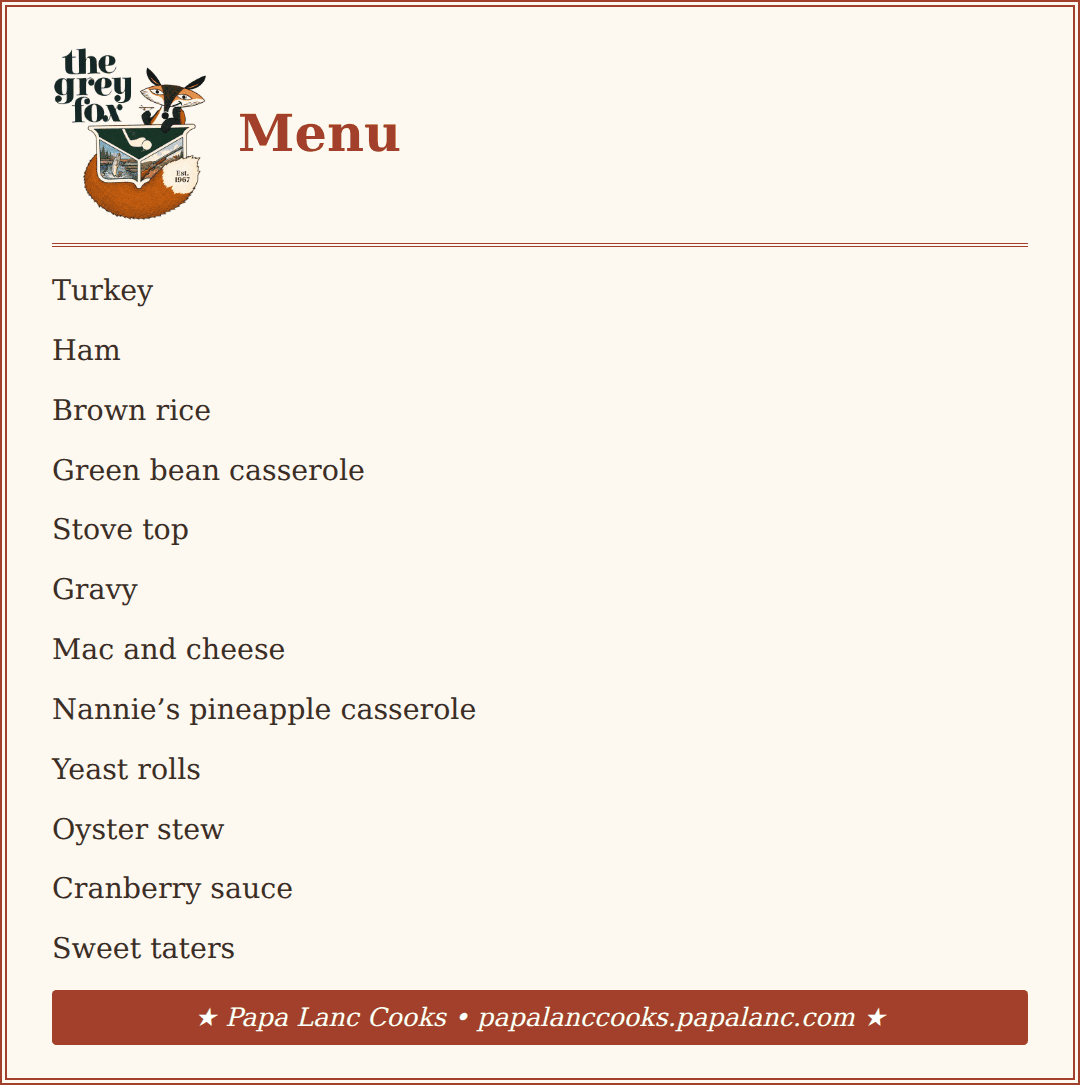 the
grey
fox
Est.
1967
Menu
Turkey
Ham
Brown rice
Green bean casserole
Stove top
Gravy
Mac and cheese
Nannie’s pineapple casserole
Yeast rolls
Oyster stew
Cranberry sauce
Sweet taters
★ Papa Lanc Cooks • papalanccooks.papalanc.com ★